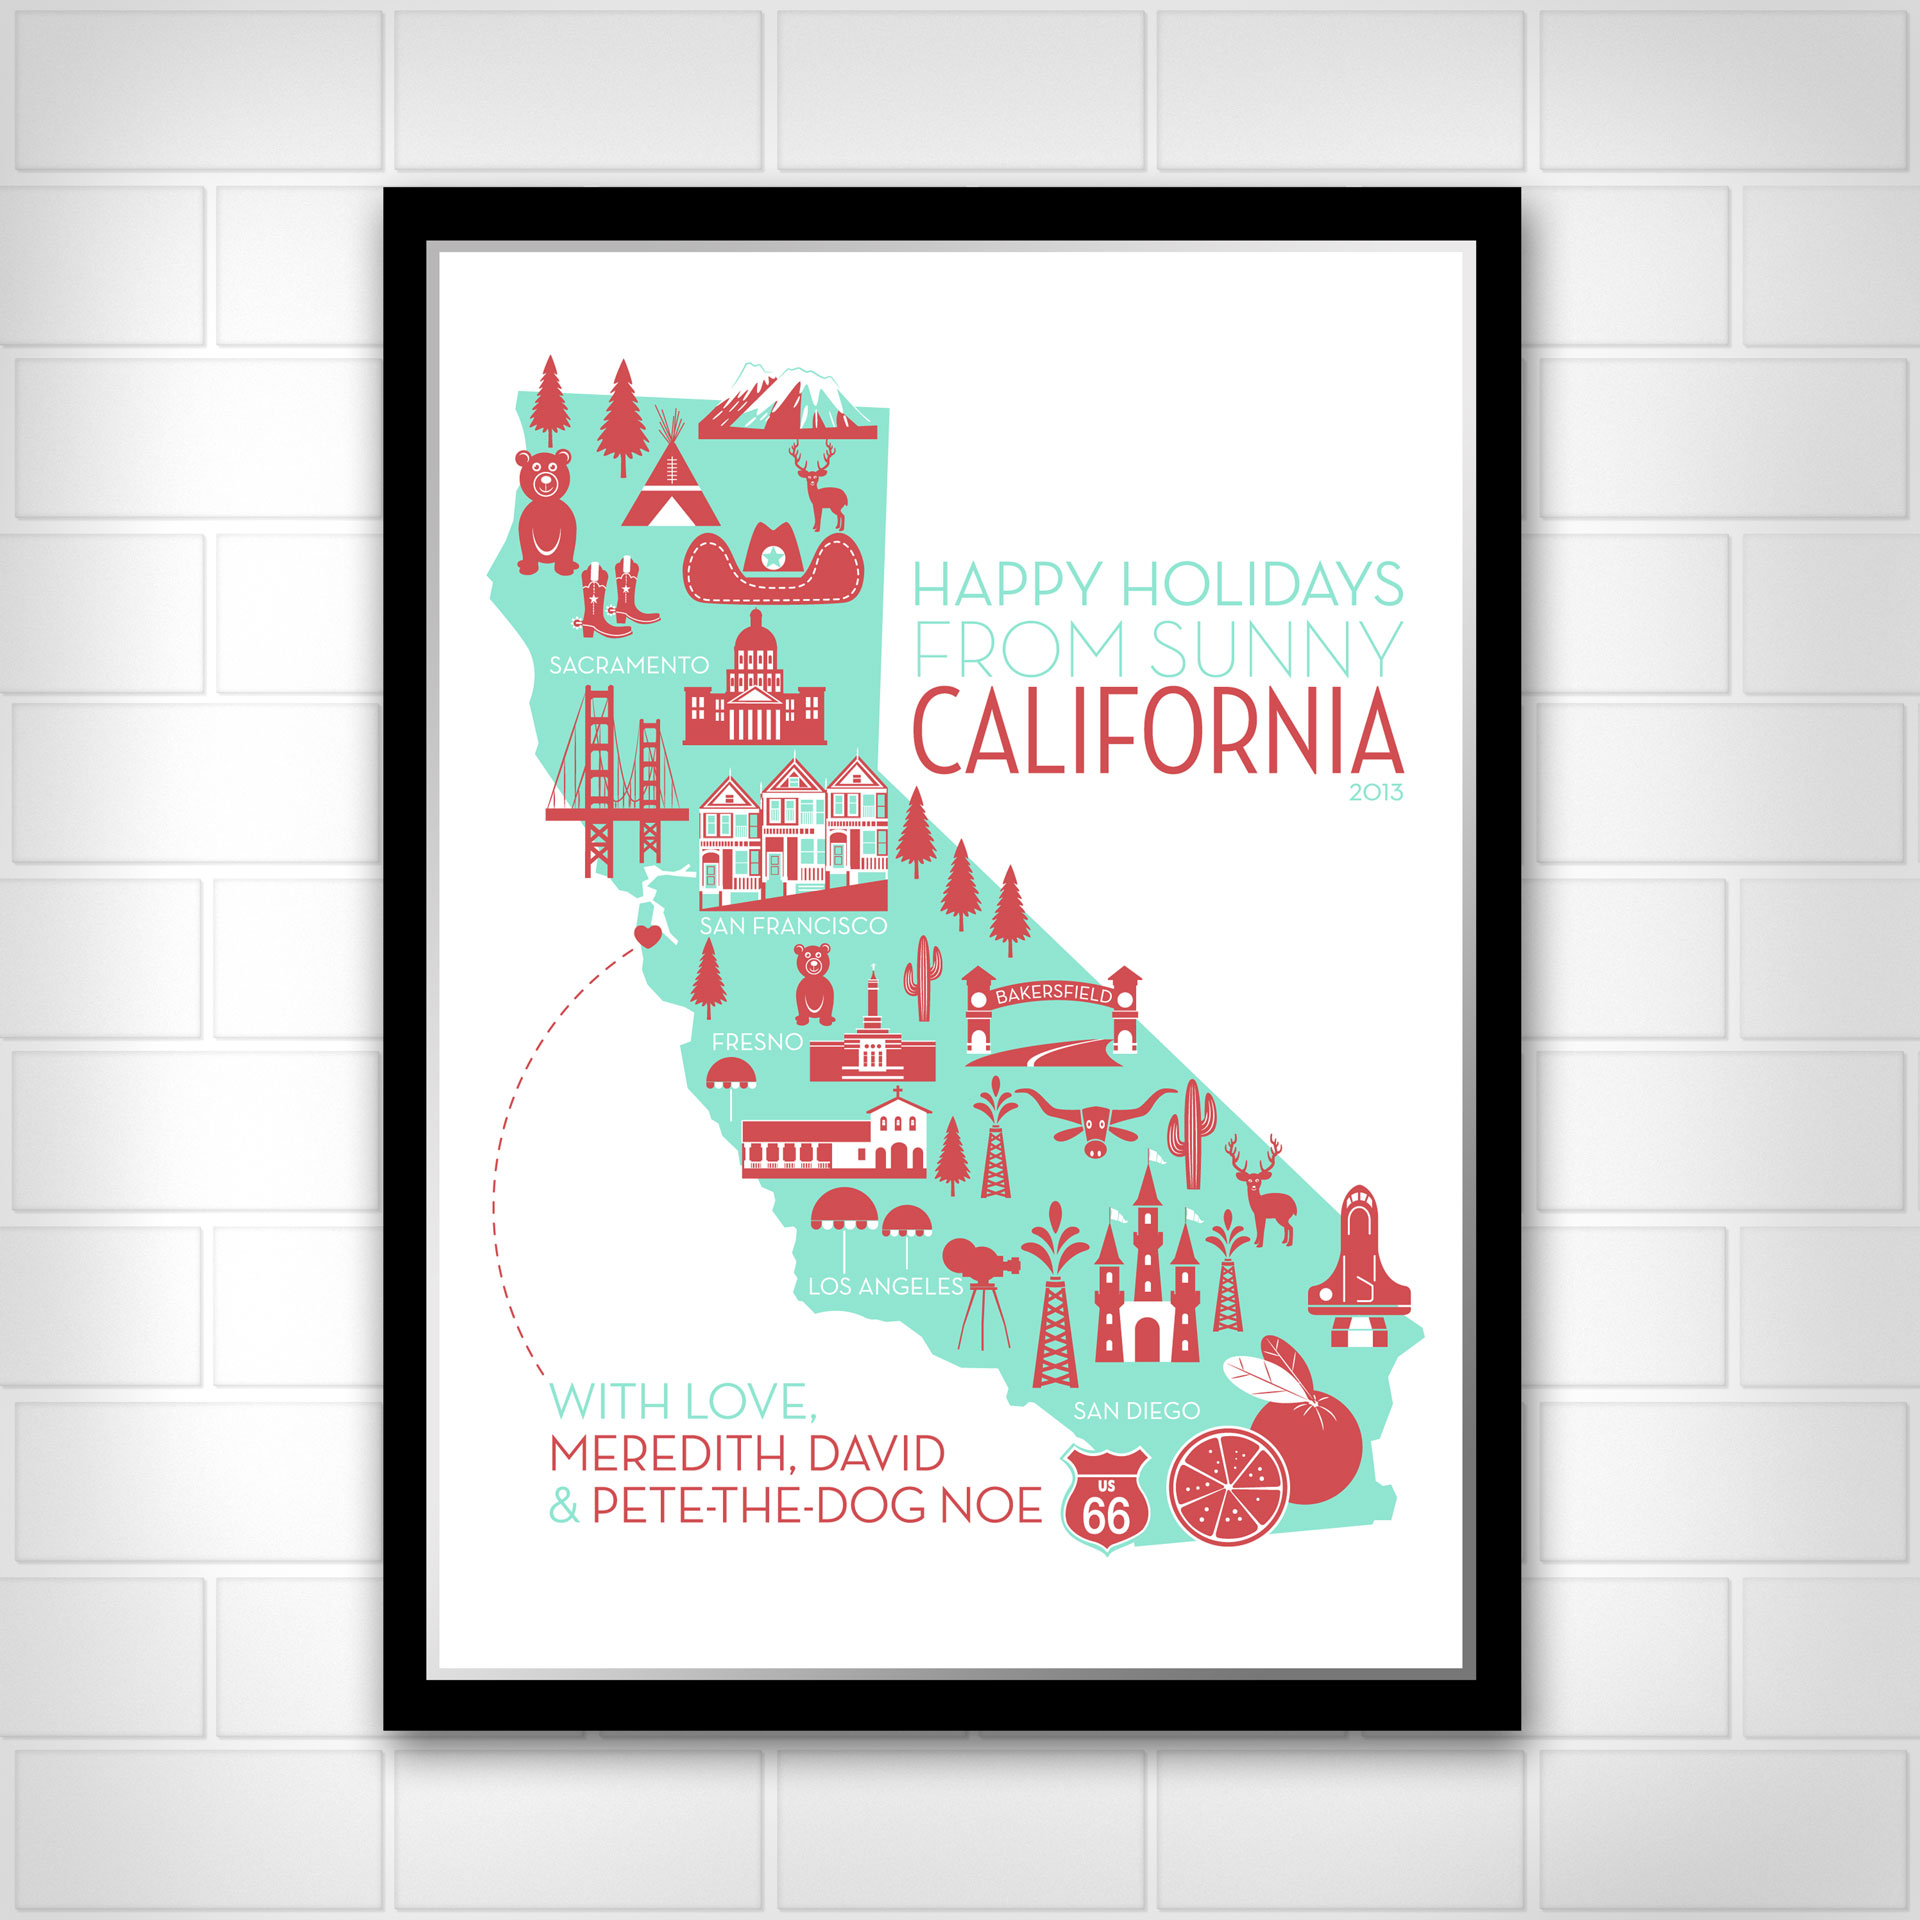 HAPPY HOLIDAYS
FROM SUNNY
CALIFORNIA
2013
SACRAMENTO
SAN FRANCISCO
BAKERSFIELD
FRESNO
LOS ANGELES
SAN DIEGO
US
66
WITH LOVE,
MEREDITH, DAVID
& PETE-THE-DOG NOE